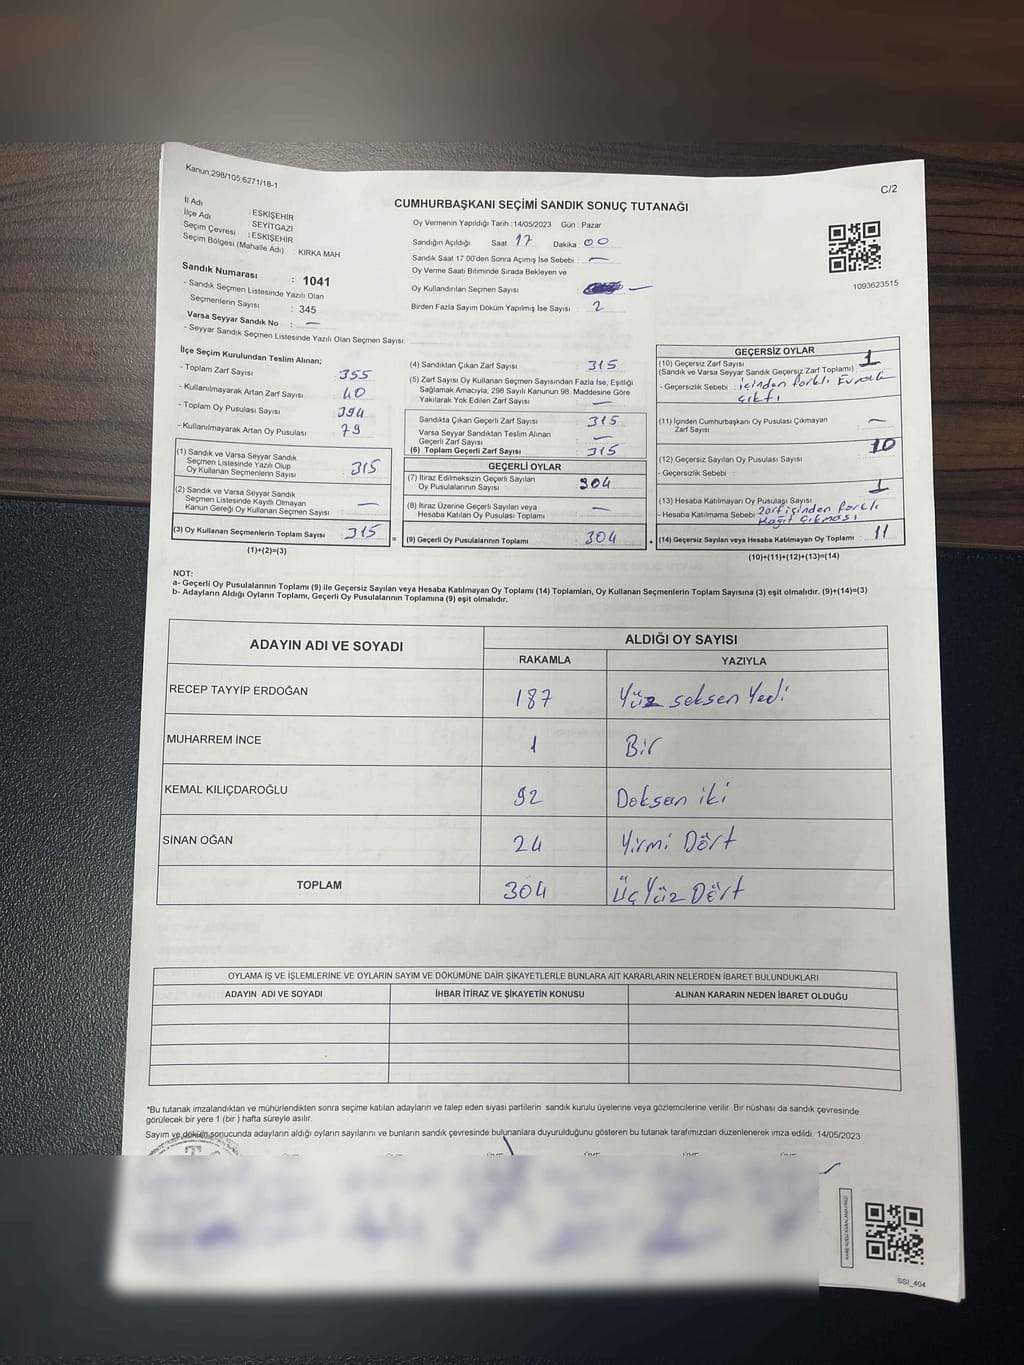 Kanun;298/105,6271/18-1
C/2
CUMHURBAŞKANI SEÇİMİ SANDIK SONUÇ TUTANAĞI
İl Adı : ESKİŞEHİR
İlçe Adı : SEYİTGAZİ
Seçim Çevresi : ESKİŞEHİR
Seçim Bölgesi (Mahalle Adı) : KIRKA MAH.
Oy Vermenin Yapıldığı Tarih :14/05/2023 Gün : Pazar
Sandığın Açıldığı Saat 17 Dakika 00
Sandık Saat 17.00'den Sonra Açımış İse Sebebi : —
Oy Verme Saati Bitiminde Sırada Bekleyen ve
Oy Kullandırılan Seçmen Sayısı : —
Birden Fazla Sayım Döküm Yapılmış İse Sayısı : 2
1093623515
Sandık Numarası : 1041
- Sandık Seçmen Listesinde Yazılı Olan
Seçmenlerin Sayısı : 345
Varsa Seyyar Sandık No : —
- Seyyar Sandık Seçmen Listesinde Yazılı Olan Seçmen Sayısı:
İlçe Seçim Kurulundan Teslim Alınan;
- Toplam Zarf Sayısı : 355
- Kullanılmayarak Artan Zarf Sayısı : 40
- Toplam Oy Pusulası Sayısı : 394
- Kullanılmayarak Artan Oy Pusulası : 79
(1) Sandık ve Varsa Seyyar Sandık
Seçmen Listesinde Yazılı Olup
Oy Kullanan Seçmenlerin Sayısı : 315
(2) Sandık ve Varsa Seyyar Sandık
Seçmen Listesinde Kayıtlı Olmayan
Kanun Gereği Oy Kullanan Seçmen Sayısı : —
(3) Oy Kullanan Seçmenlerin Toplam Sayısı : 315
(1)+(2)=(3)
(4) Sandıktan Çıkan Zarf Sayısı : 315
(5) Zarf Sayısı Oy Kullanan Seçmen Sayısından Fazla İse, Eşitliği
Sağlamak Amacıyla; 298 Sayılı Kanunun 98. Maddesine Göre
Yakılarak Yok Edilen Zarf Sayısı : —
Sandıkta Çıkan Geçerli Zarf Sayısı : 315
Varsa Seyyar Sandıktan Teslim Alınan
Geçerli Zarf Sayısı : —
(6) Toplam Geçerli Zarf Sayısı : 315
GEÇERLİ OYLAR
(7) İtiraz Edilmeksizin Geçerli Sayılan
Oy Pusulalarının Sayısı : 304
(8) İtiraz Üzerine Geçerli Sayılan veya
Hesaba Katılan Oy Pusulası Toplamı : —
= (9) Geçerli Oy Pusulalarının Toplamı : 304 +
GEÇERSİZ OYLAR
(10) Geçersiz Zarf Sayısı : 1
(Sandık ve Varsa Seyyar Sandık Geçersiz Zarf Toplamı)
- Geçersizlik Sebebi : içinden farklı Evrak
çıktı
(11) İçinden Cumhurbaşkanı Oy Pusulası Çıkmayan
Zarf Sayısı : —
(12) Geçersiz Sayılan Oy Pusulası Sayısı : 10
- Geçersizlik Sebebi :
(13) Hesaba Katılmayan Oy Pusulası Sayısı : 1
- Hesaba Katılmama Sebebi : Zarf içinden farklı
kağıt çıkması
(14) Geçersiz Sayılan veya Hesaba Katılmayan Oy Toplamı : 11
(10)+(11)+(12)+(13)=(14)
NOT:
a- Geçerli Oy Pusulalarının Toplamı (9) ile Geçersiz Sayılan veya Hesaba Katılmayan Oy Toplamı (14) Toplamları, Oy Kullanan Seçmenlerin Toplam Sayısına (3) eşit olmalıdır. (9)+(14)=(3)
b- Adayların Aldığı Oyların Toplamı, Geçerli Oy Pusulalarının Toplamına (9) eşit olmalıdır.
ADAYIN ADI VE SOYADI ALDIĞI OY SAYISI
RAKAMLA YAZIYLA
RECEP TAYYİP ERDOĞAN 187 Yüz seksen Yedi
MUHARREM İNCE 1 Bir
KEMAL KILIÇDAROĞLU 92 Doksan iki
SİNAN OĞAN 24 Yirmi Dört
TOPLAM 304 Üç Yüz Dört
OYLAMA İŞ VE İŞLEMLERİNE VE OYLARIN SAYIM VE DÖKÜMÜNE DAİR ŞİKAYETLERLE BUNLARA AİT KARARLARIN NELERDEN İBARET BULUNDUKLARI
ADAYIN ADI VE SOYADI İHBAR İTİRAZ VE ŞİKAYETİN KONUSU ALINAN KARARIN NEDEN İBARET OLDUĞU
*Bu tutanak imzalandıktan ve mühürlendikten sonra seçime katılan adayların ve talep eden siyasi partilerin sandık kurulu üyelerine veya gözlemcilerine verilir .Bir nüshası da sandık çevresinde
görülecek bir yere 1 (bir ) hafta süreyle asılır.
Sayım ve döküm sonucunda adayların aldığı oyların sayılarını ve bunların sandık çevresinde bulunanlara duyurulduğunu gösteren bu tutanak tarafımızdan düzenlenerek imza edildi. 14/05/2023
SSI_404